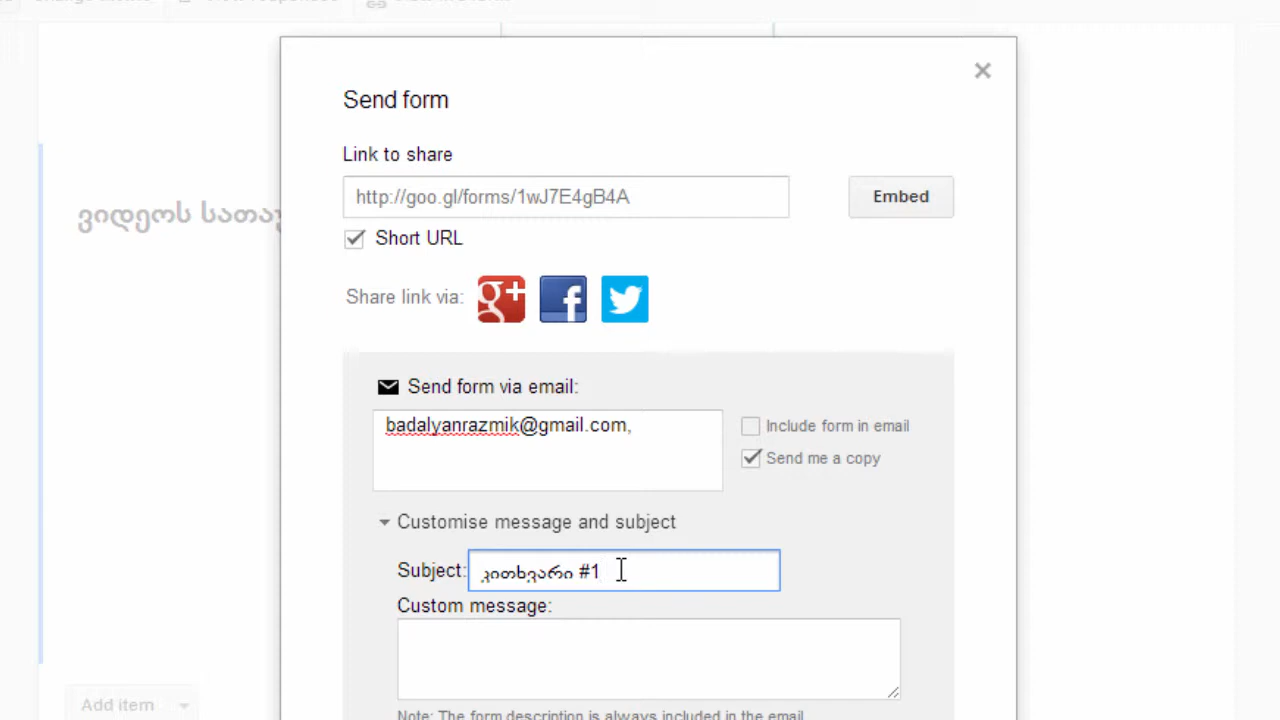 Send form
Link to share
http://goo.gl/forms/1wJ7E4gB4A
Embed
Short URL
ვიდეოს
Share link via:
Send form via email:
badalyanrazmik@gmail.com,
Include form in email
Send me a copy
Customise message and subject
Subject: კითხვარი #1
Custom message:
Add item
Note: The form description is always included in the email